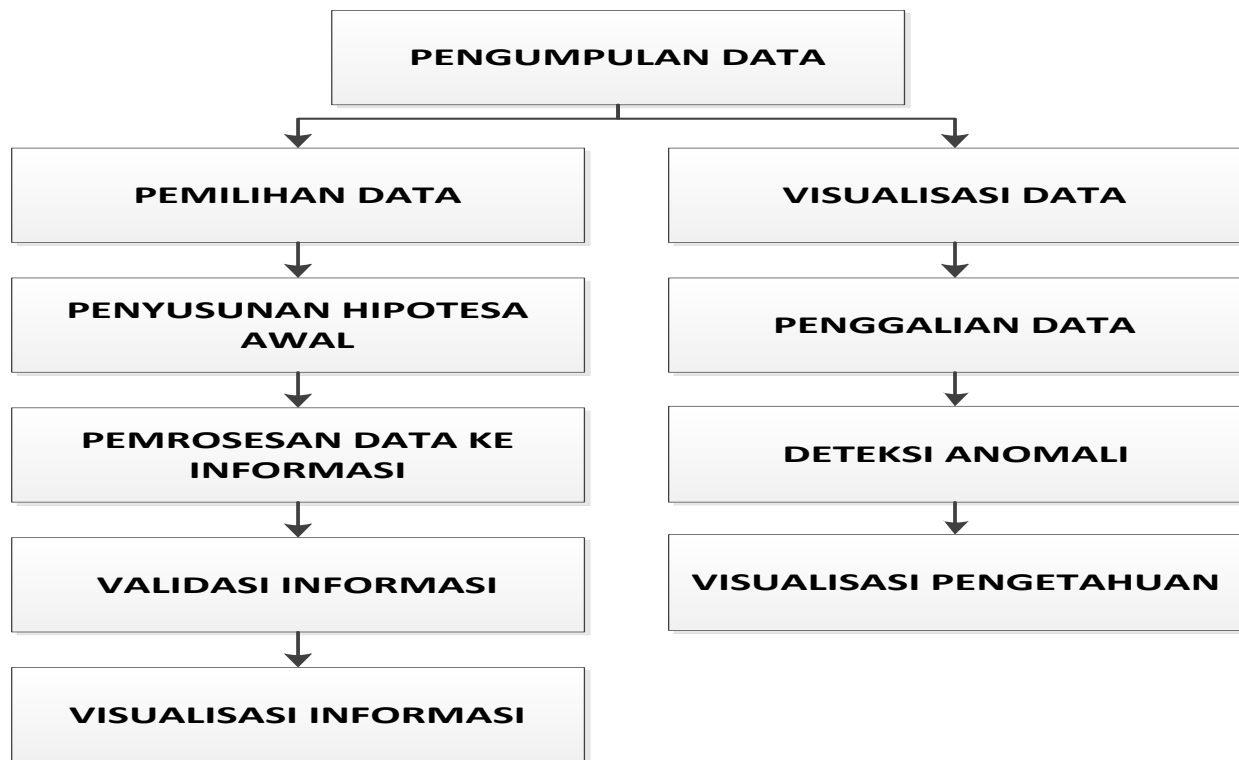 PENGUMPULAN DATA
PEMILIHAN DATA
PENYUSUNAN HIPOTESA
AWAL
PEMROSESAN DATA KE
INFORMASI
VALIDASI INFORMASI
VISUALISASI INFORMASI
VISUALISASI DATA
PENGGALIAN DATA
DETEKSI ANOMALI
VISUALISASI PENGETAHUAN